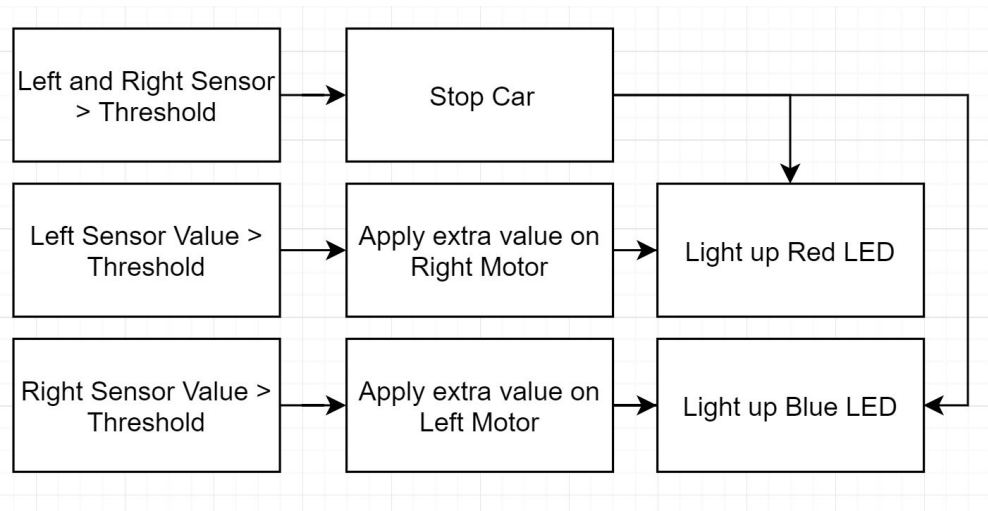 Left and Right Sensor
> Threshold
Stop Car
Left Sensor Value >
Threshold
Apply extra value on
Right Motor
Light up Red LED
Right Sensor Value >
Threshold
Apply extra value on
Left Motor
Light up Blue LED